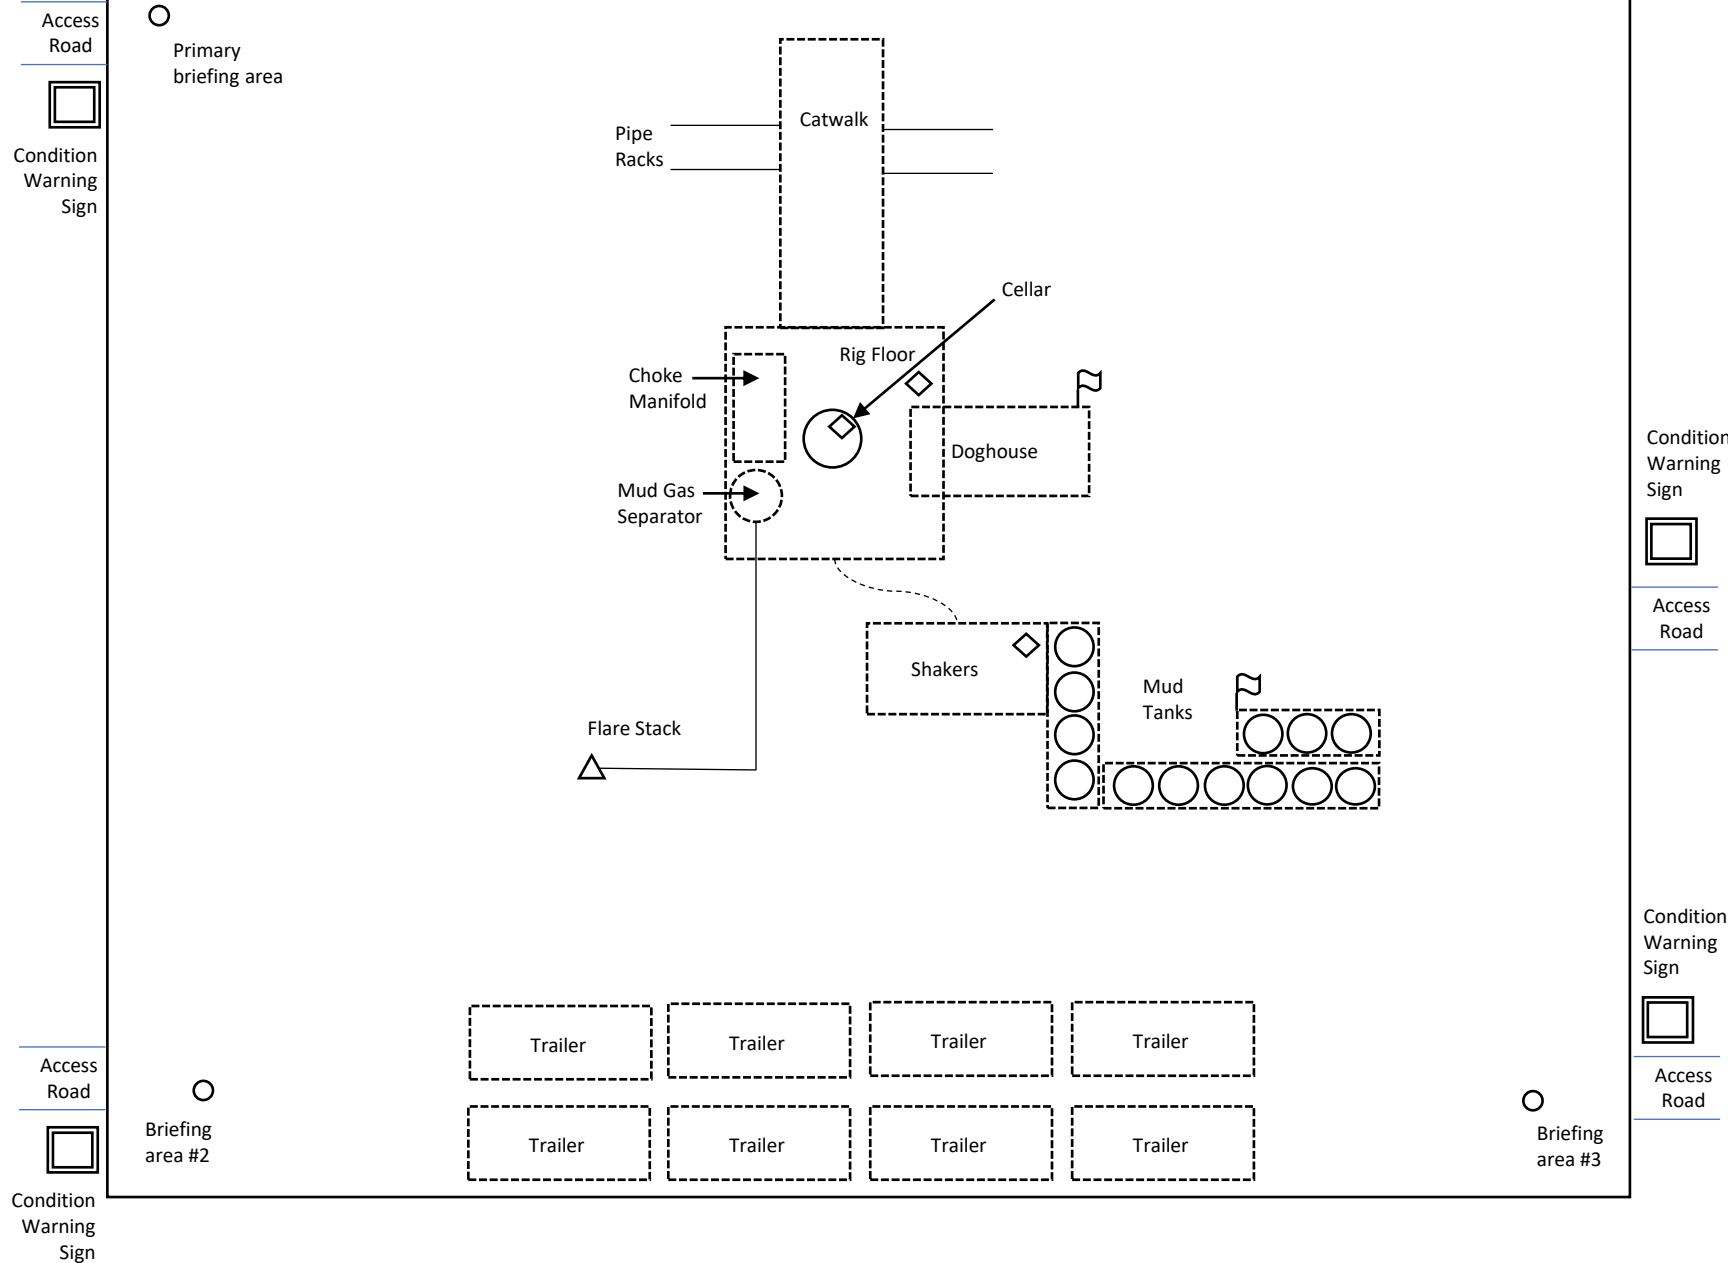 Access
Road
Primary
briefing area
Condition
Warning
Sign
Catwalk
Pipe
Racks
Cellar
Rig Floor
Choke
Manifold
Doghouse
Mud Gas
Separator
Condition
Warning
Sign
Access
Road
Shakers
Mud
Tanks
Flare Stack
Condition
Warning
Sign
Trailer
Trailer
Trailer
Trailer
Access
Road
Access
Road
Briefing
area #2
Trailer
Trailer
Trailer
Trailer
Briefing
area #3
Condition
Warning
Sign